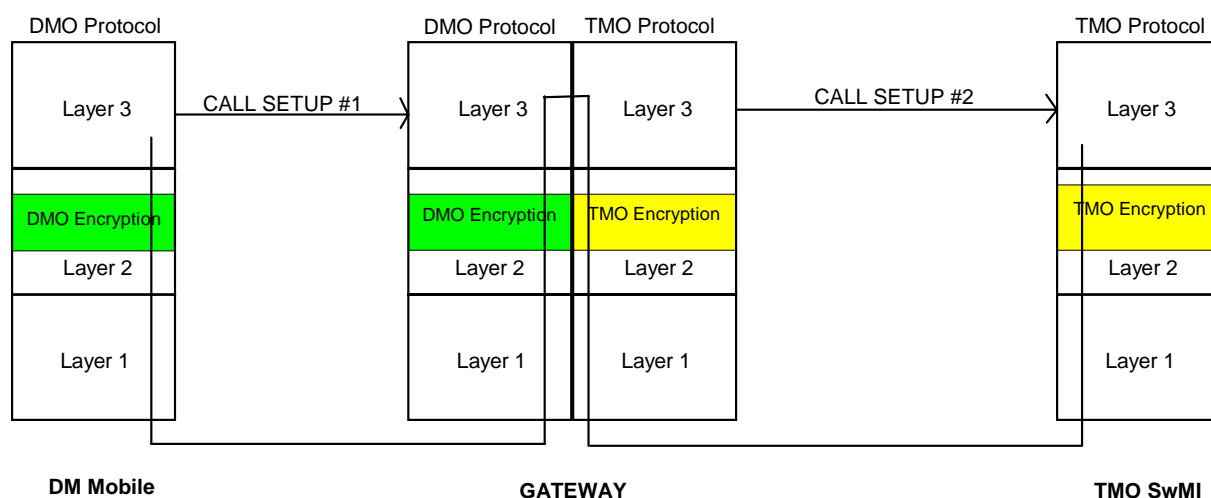 DMO Protocol
DMO Protocol
TMO Protocol
TMO Protocol
Layer 3
CALL SETUP #1
Layer 3
Layer 3
CALL SETUP #2
Layer 3
DMO Encryption
DMO Encryption
TMO Encryption
TMO Encryption
Layer 2
Layer 2
Layer 2
Layer 2
Layer 1
Layer 1
Layer 1
Layer 1
DM Mobile
GATEWAY
TMO SwMI